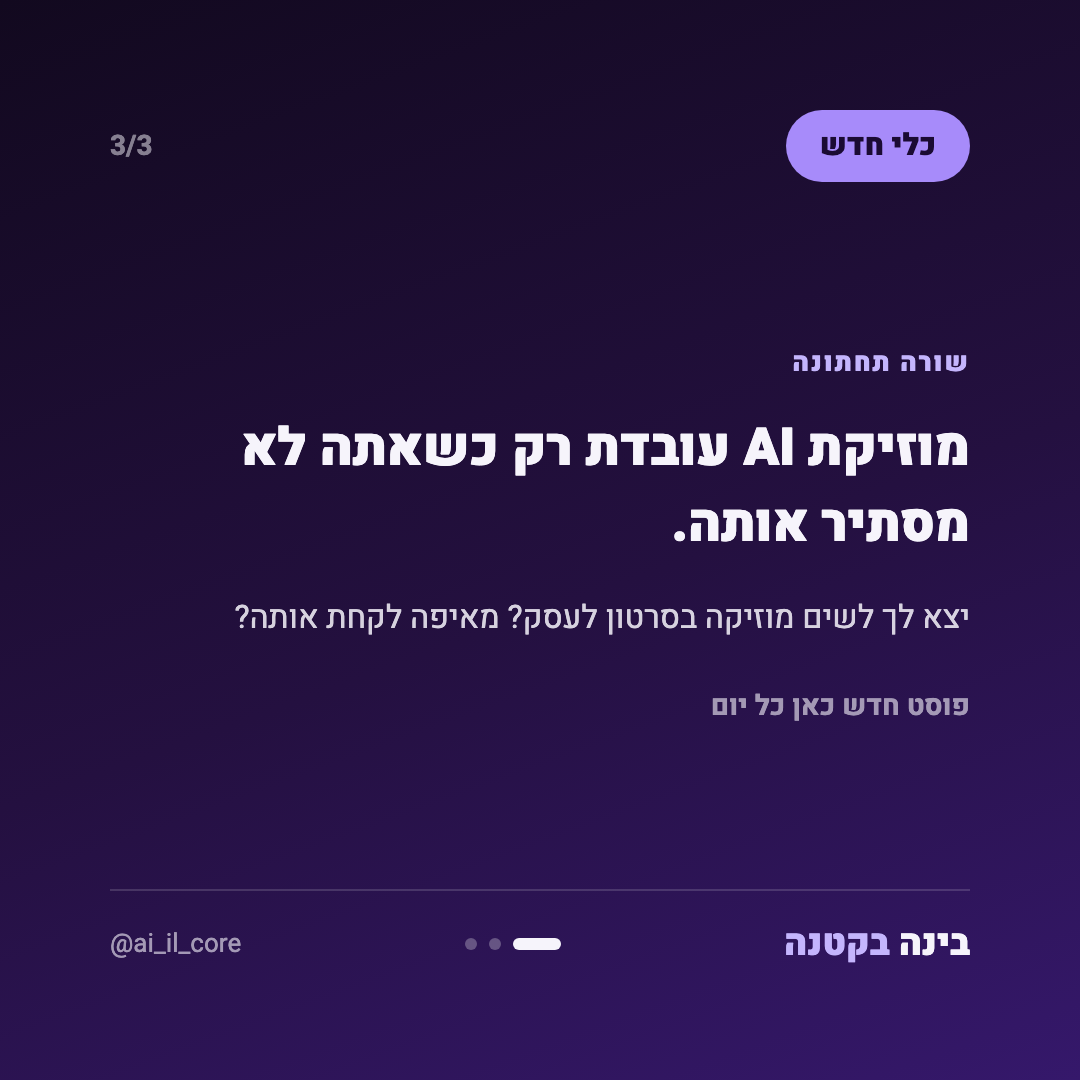 כלי חדש
3/3
שורה תחתונה
מוזיקת AI עובדת רק כשאתה לא
מסתיר אותה.
יצא לך לשים מוזיקה בסרטון לעסק? מאיפה לקחת אותה?
פוסט חדש כאן כל יום
בינה בקטנה
@ai_il_core